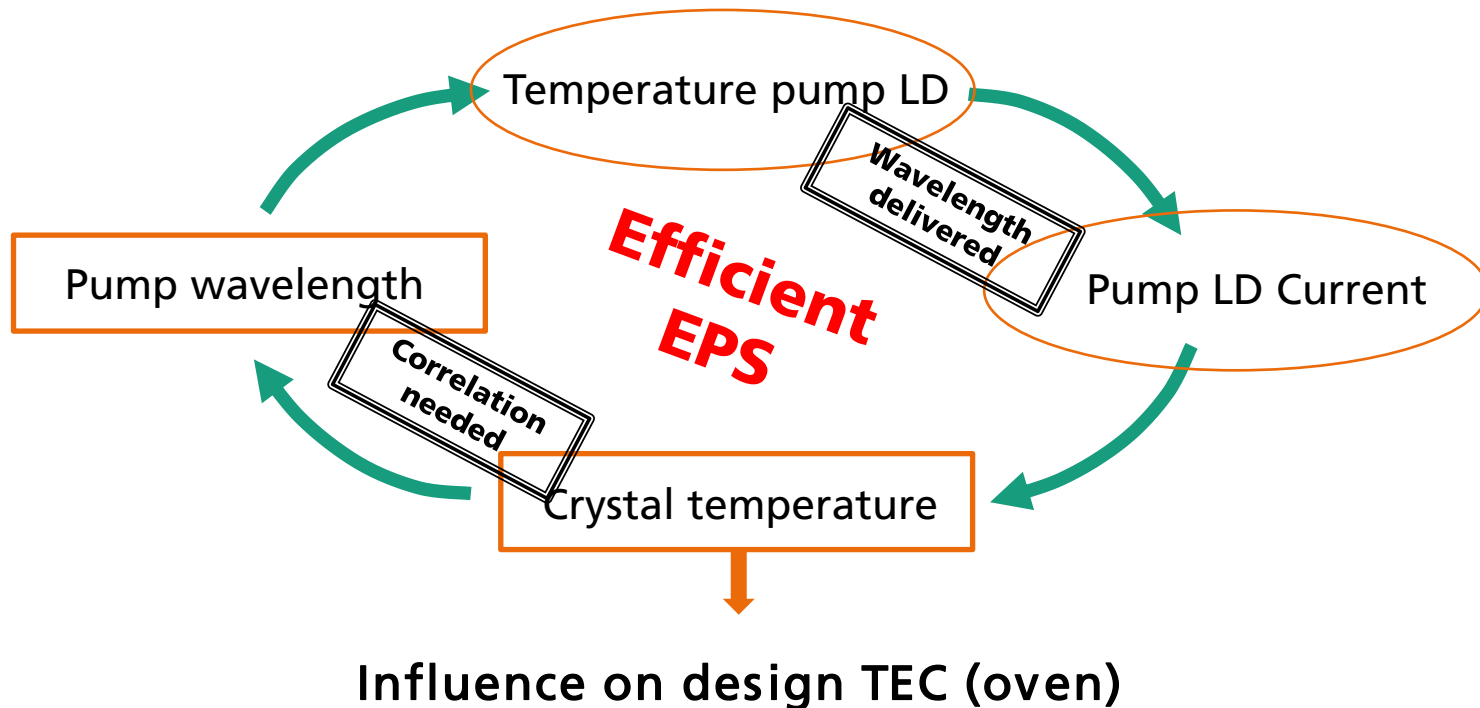 Temperature pump LD
Wavelength
delivered
Pump wavelength
Efficient
EPS
Pump LD Current
Correlation
needed
Crystal temperature
Influence on design TEC (oven)